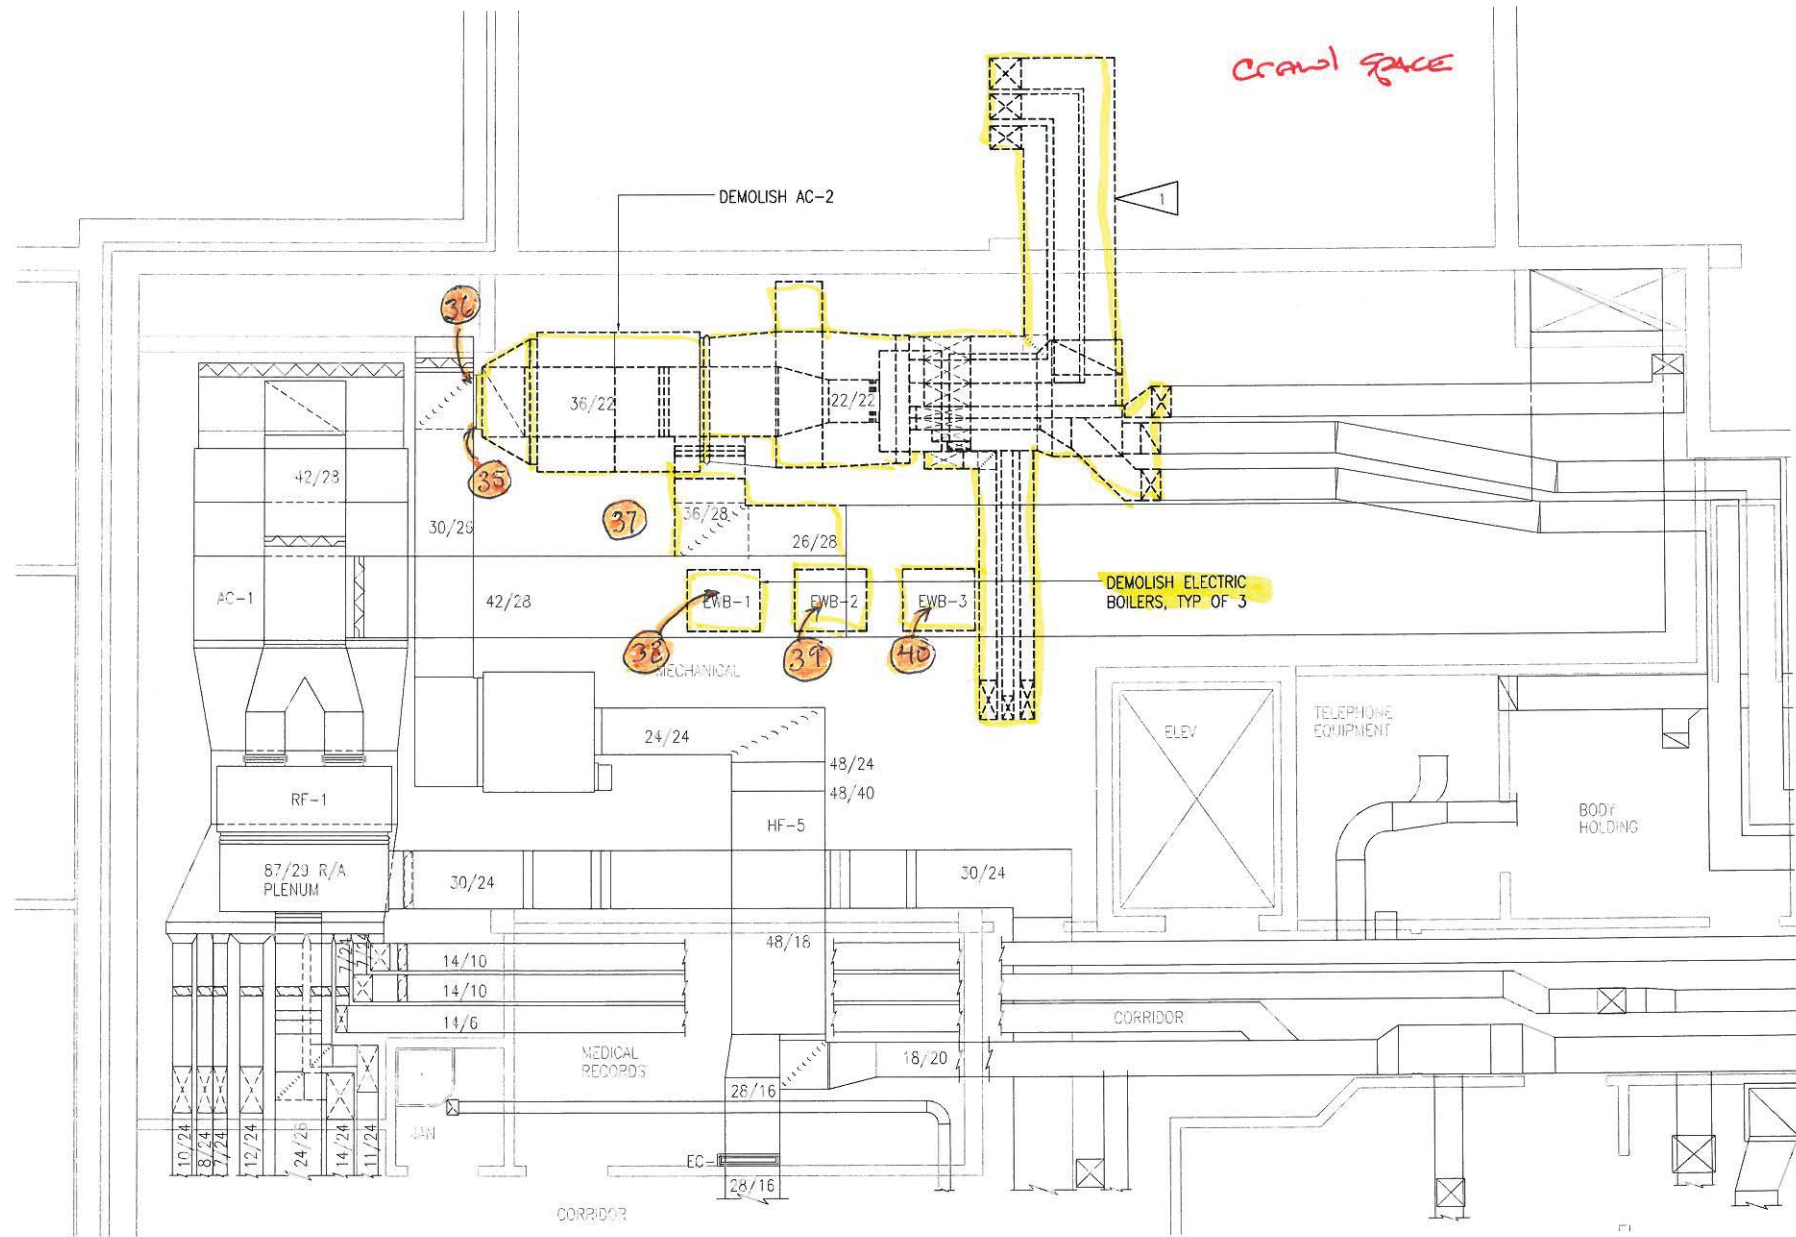 Crawl SPACE
DEMOLISH AC-2
1
36
36/22
22/22
35
42/28
37
36/28
30/26
26/28
DEMOLISH ELECTRIC
BOILERS, TYP OF 3
AC-1
42/28
EWB-1
EWB-2
EWB-3
38
39
40
MECHANICAL
TELEPHONE
EQUIPMENT
ELEV
24/24
48/24
48/40
RF-1
HF-5
BODY
HOLDING
87/29 R/A
PLENUM
30/24
30/24
48/18
7/24
7/24
14/10
14/10
14/6
CORRIDOR
MEDICAL
RECORDS
18/20
28/16
JAN
10/24
8/24
7/24
12/24
24/26
14/24
11/24
EC-
28/16
CORRIDOR